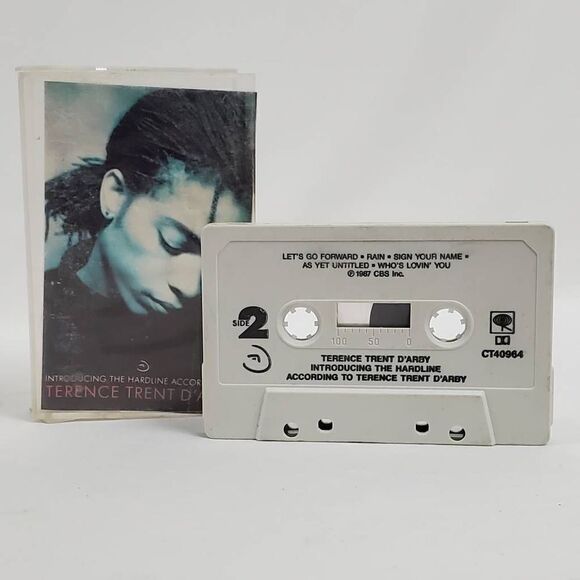 INTRODUCING THE HARDLINE ACCOR
TERENCE TRENT D'A
LET'S GO FORWARD • RAIN • SIGN YOUR NAME •
AS YET UNTITLED • WHO'S LOVIN' YOU
℗ 1987 CBS Inc.
SIDE 2
100 50 0
CT40964
TERENCE TRENT D'ARBY
INTRODUCING THE HARDLINE
ACCORDING TO TERENCE TRENT D'ARBY